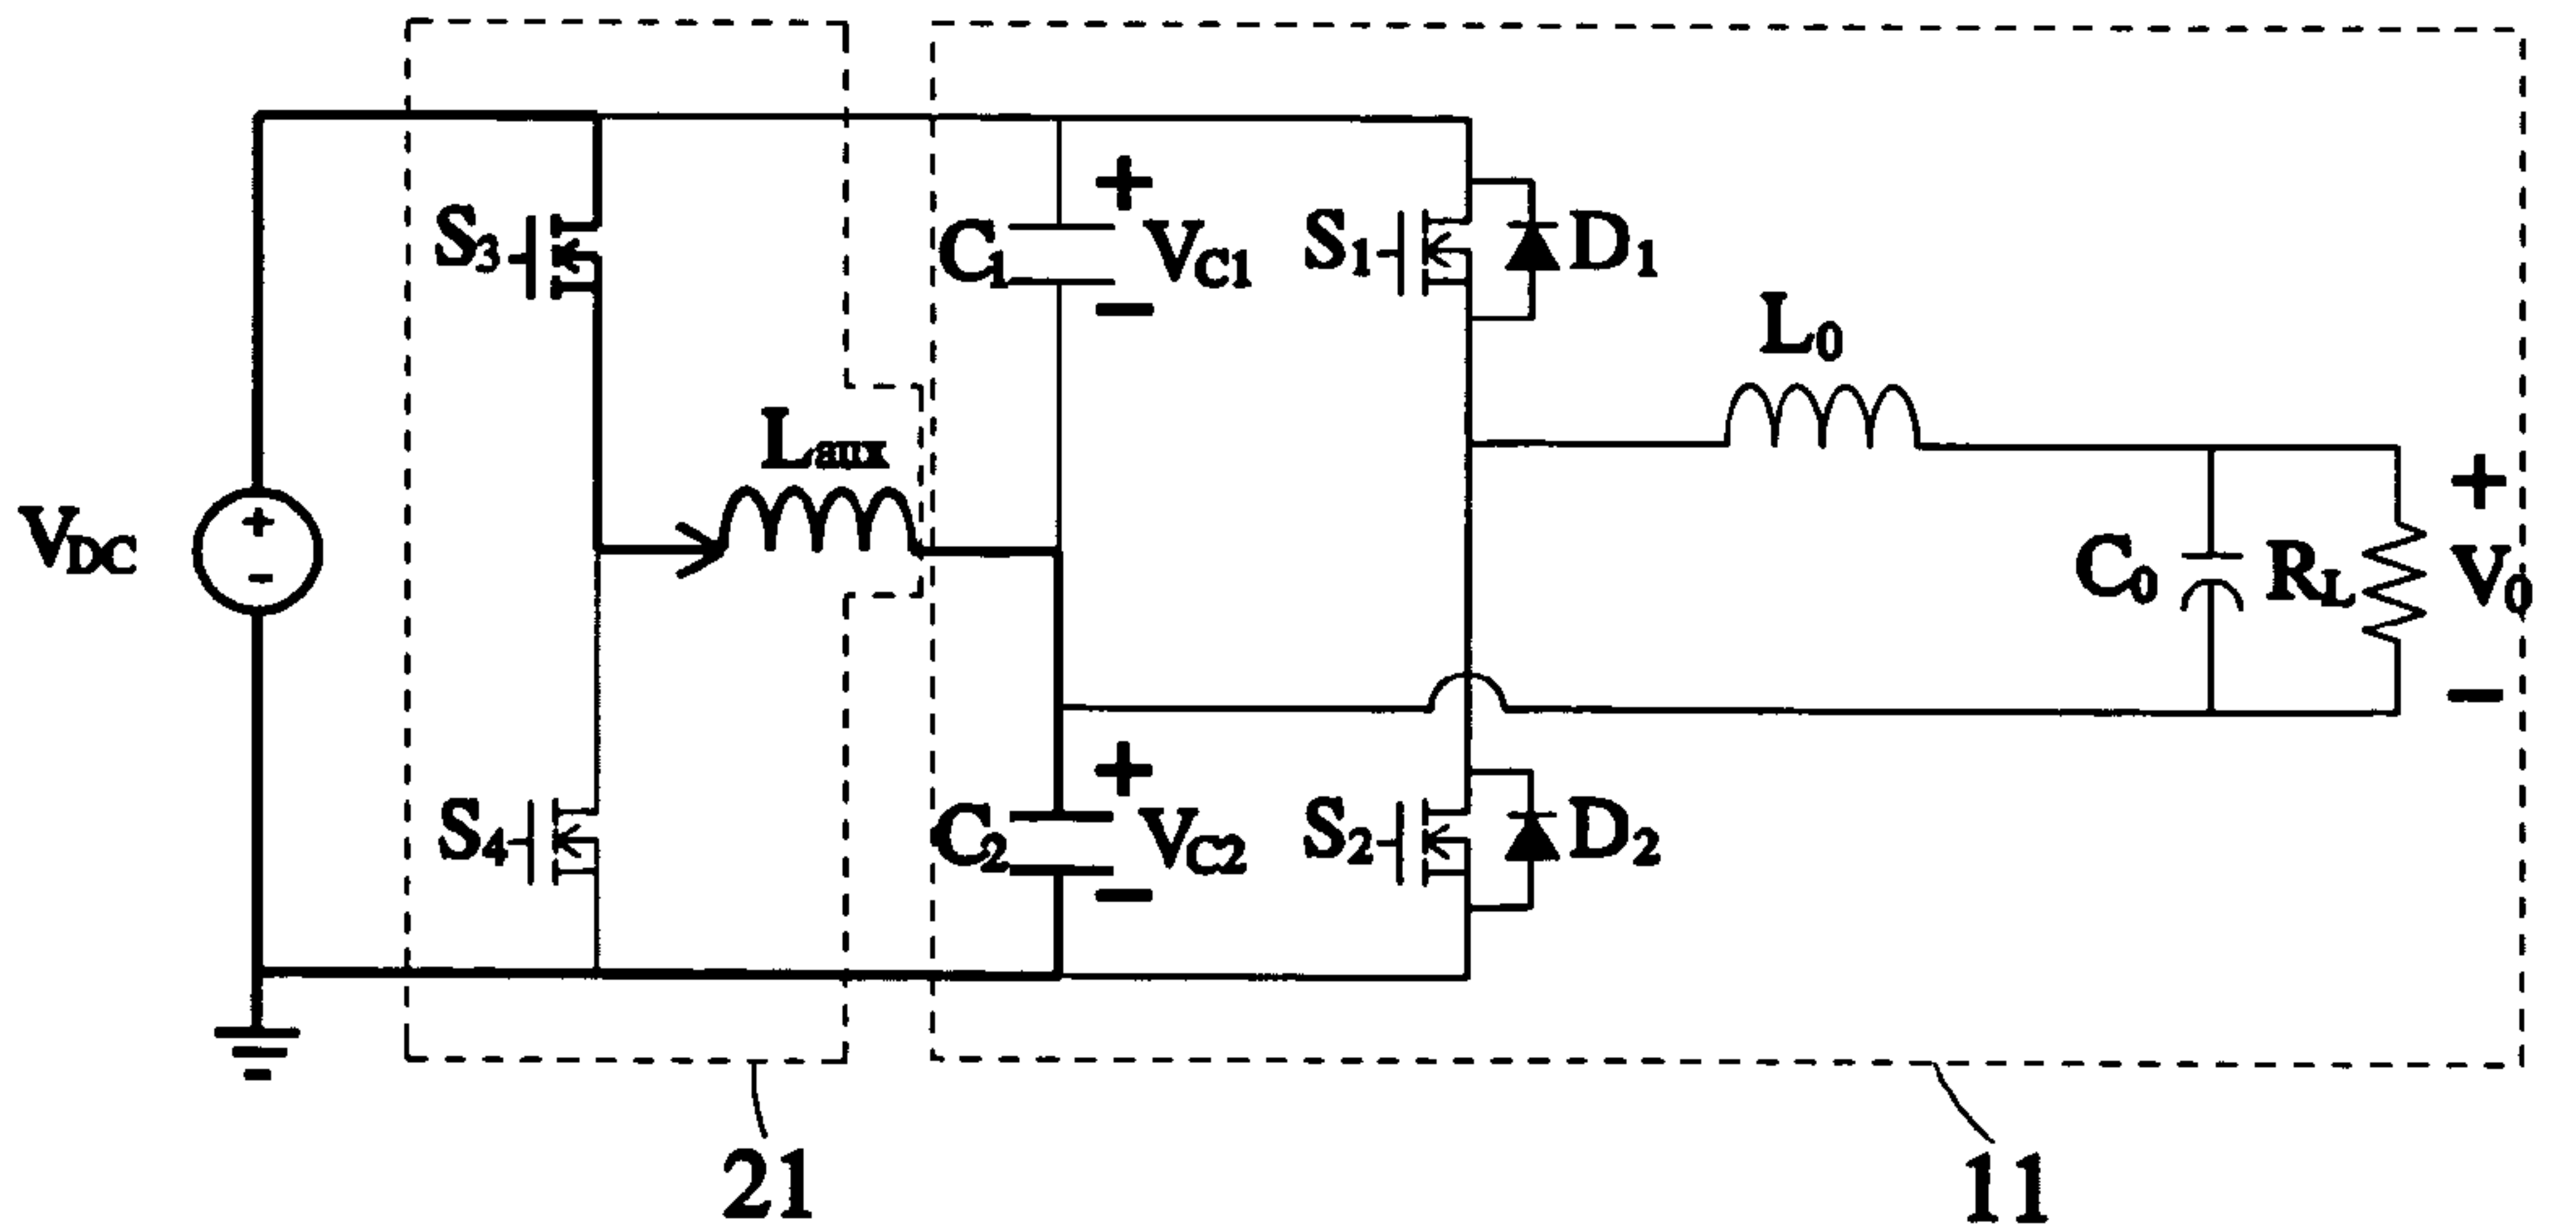 S3
C1
+
VC1
−
S1
D1
L0
Laux
VDC
+
-
C0
RL
+
V0
−
S4
C2
+
VC2
−
S2
D2
21
11